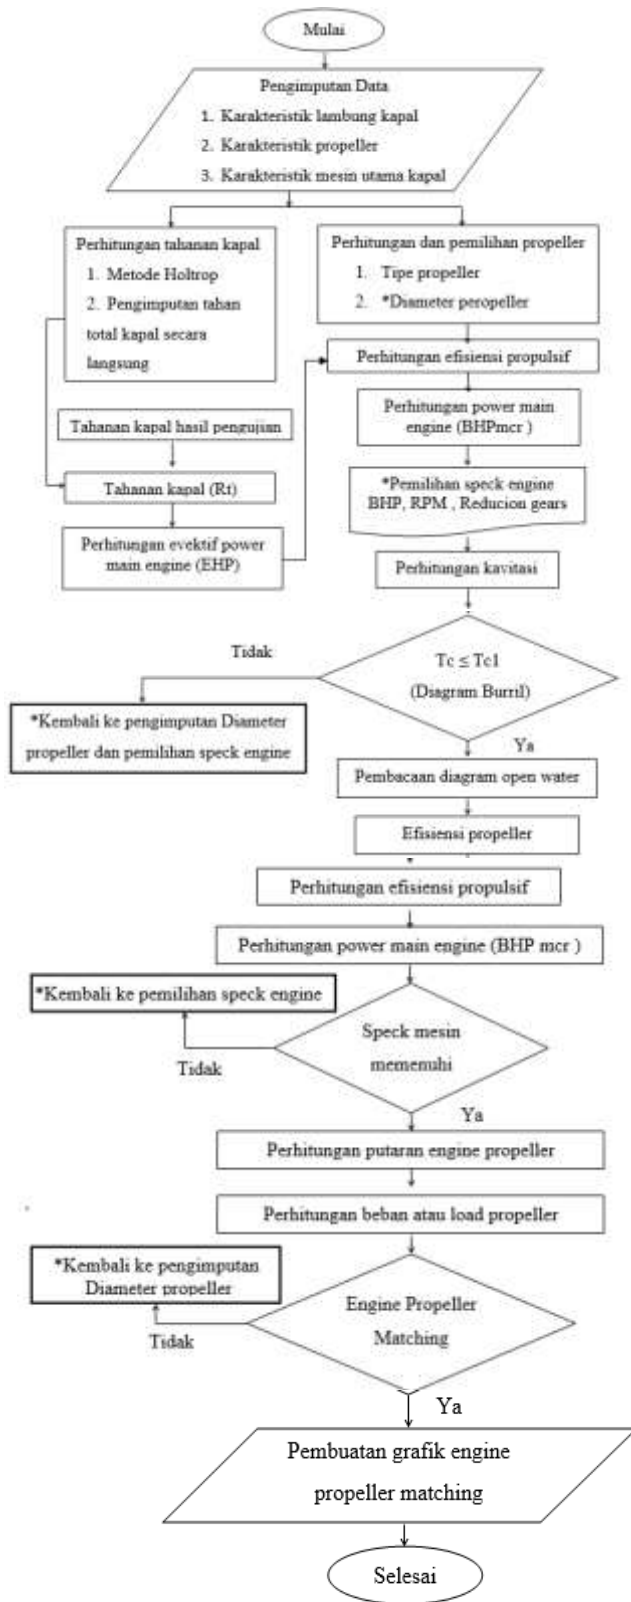 Mulai
Pengimputan Data
1. Karakteristik lambung kapal
2. Karakteristik propeller
3. Karakteristik mesin utama kapal
Perhitungan tahanan kapal
1. Metode Holtrop
2. Pengimputan tahan
total kapal secara
langsung
Perhitungan dan pemilihan propeller
1. Tipe propeller
2. *Diameter peropeller
Perhitungan efisiensi propulsif
Tahanan kapal hasil pengujian
Perhitungan power main
engine (BHPmcr )
Tahanan kapal (Rt)
*Pemilihan speck engine
BHP, RPM , Reducion gears
Perhitungan evektif power
main engine (EHP)
Perhitungan kavitasi
Tidak
Tc ≤ Tc1
(Diagram Burril)
*Kembali ke pengimputan Diameter
propeller dan pemilihan speck engine
Ya
Pembacaan diagram open water
Efisiensi propeller
Perhitungan efisiensi propulsif
Perhitungan power main engine (BHP mcr )
*Kembali ke pemilihan speck engine
Speck mesin
memenuhi
Tidak
Ya
Perhitungan putaran engine propeller
Perhitungan beban atau load propeller
*Kembali ke pengimputan
Diameter propeller
Engine Propeller
Matching
Tidak
Ya
Pembuatan grafik engine
propeller matching
Selesai